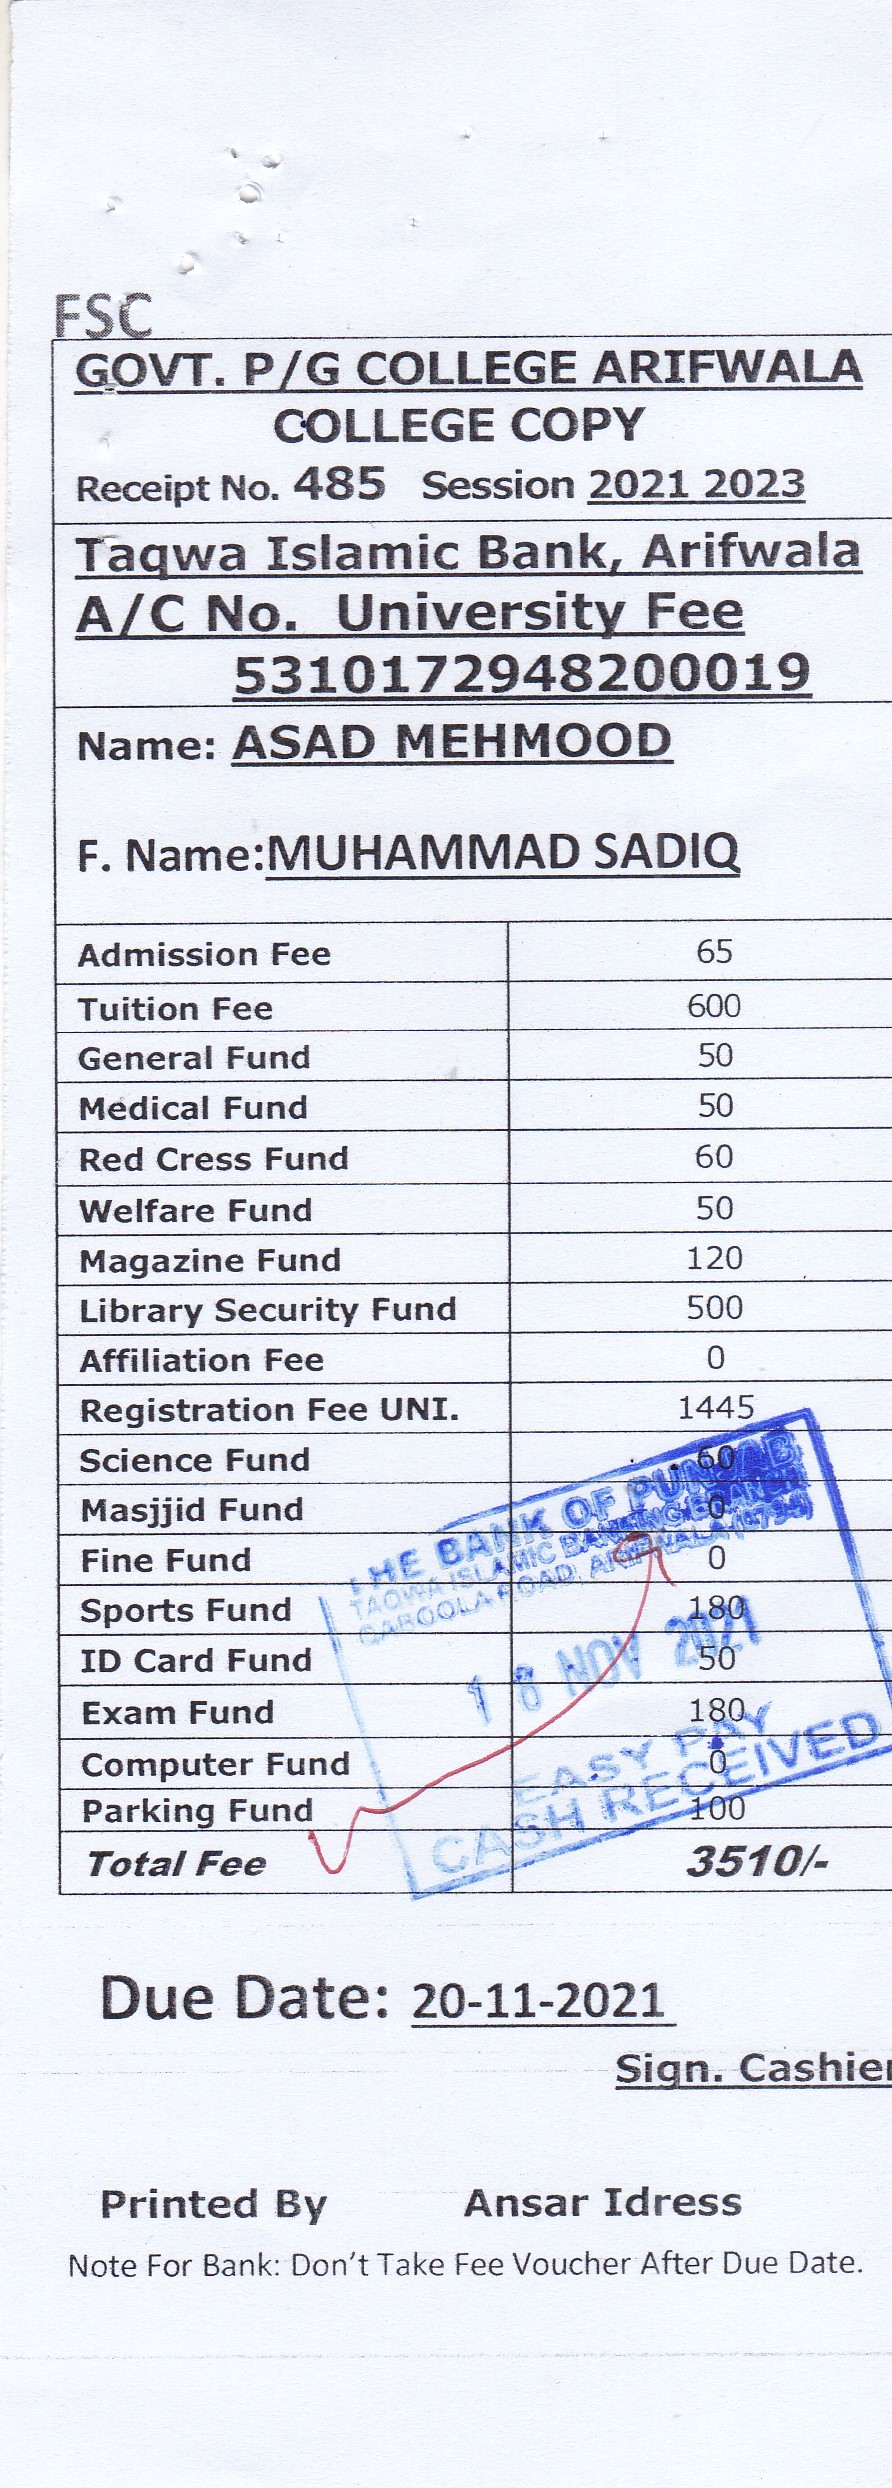 FSC
GOVT. P/G COLLEGE ARIFWALA
COLLEGE COPY
Receipt No. 485 Session 2021 2023
Taqwa Islamic Bank, Arifwala
A/C No. University Fee
5310172948200019
Name: ASAD MEHMOOD
F. Name:MUHAMMAD SADIQ
Admission Fee 65
Tuition Fee 600
General Fund 50
Medical Fund 50
Red Cress Fund 60
Welfare Fund 50
Magazine Fund 120
Library Security Fund 500
Affiliation Fee 0
Registration Fee UNI. 1445
Science Fund 60
Masjjid Fund 0
Fine Fund 0
Sports Fund 180
ID Card Fund 50
Exam Fund 180
Computer Fund 0
Parking Fund 100
Total Fee 3510/-
THE BANK OF PUNJAB
TAQWA ISLAMIC BANKING BRANCH
QABOOLA ROAD, ARIFWALA
NOV 2021
EASY PAY
CASH RECEIVED
Due Date: 20-11-2021
Sign. Cashier
Printed By Ansar Idress
Note For Bank: Don't Take Fee Voucher After Due Date.